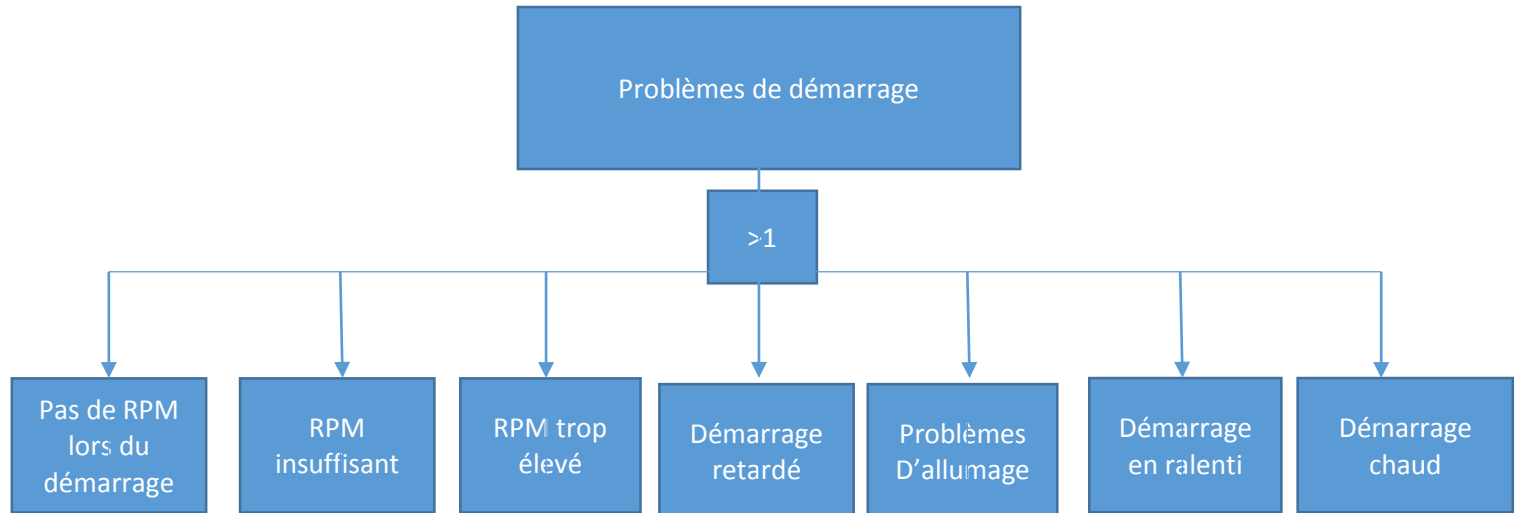 Problèmes de démarrage
>1
Pas de RPM
lors du
démarrage
RPM
insuffisant
RPM trop
élevé
Démarrage
retardé
Problèmes
D’allumage
Démarrage
en ralenti
Démarrage
chaud